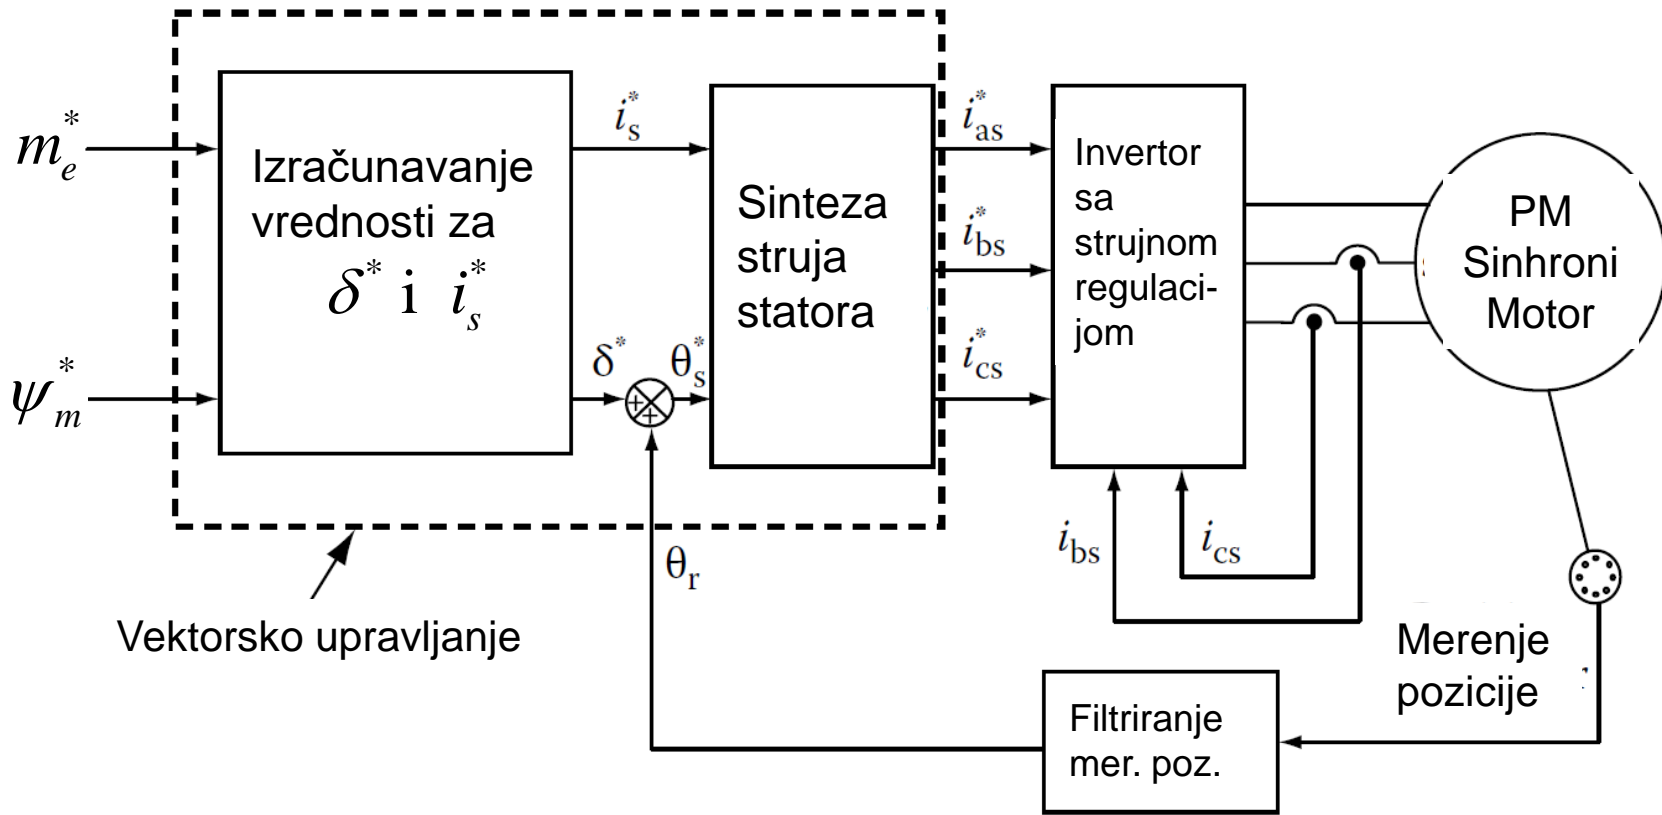 m*e
ψ*m
Izračunavanje
vrednosti za
δ* i i*s
i*s
δ*
θ*s
+
+
Sinteza
struja
statora
i*as
i*bs
i*cs
Invertor
sa
strujnom
regulaci-
jom
PM
Sinhroni
Motor
ibs
ics
θr
Vektorsko upravljanje
Merenje
pozicije
Filtriranje
mer. poz.